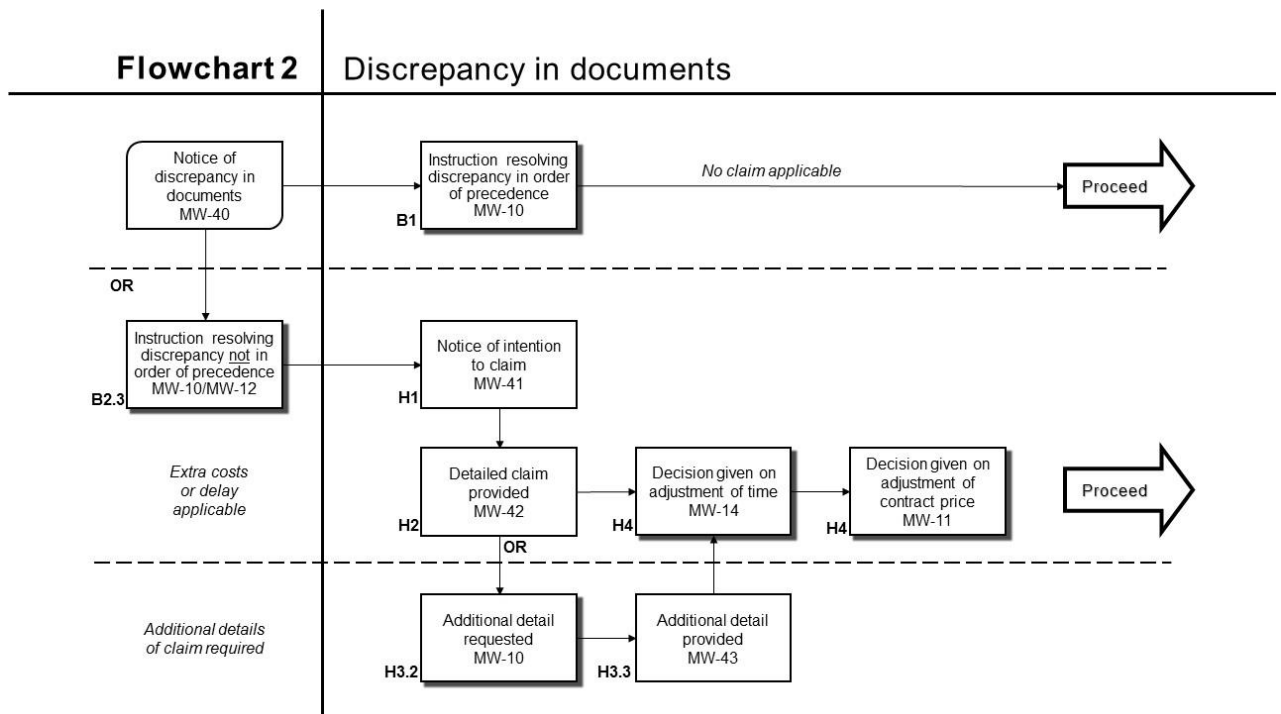 Flowchart 2
Discrepancy in documents
Notice of
discrepancy in
documents
MW-40
Instruction resolving
discrepancy in order
of precedence
MW-10
B1
No claim applicable
Proceed
OR
Instruction resolving
discrepancy not in
order of precedence
MW-10/MW-12
B2.3
Notice of intention
to claim
MW-41
H1
Extra costs
or delay
applicable
Detailed claim
provided
MW-42
H2
OR
Decision given on
adjustment of time
MW-14
H4
Decision given on
adjustment of
contract price
MW-11
H4
Proceed
Additional details
of claim required
Additional detail
requested
MW-10
H3.2
Additional detail
provided
MW-43
H3.3